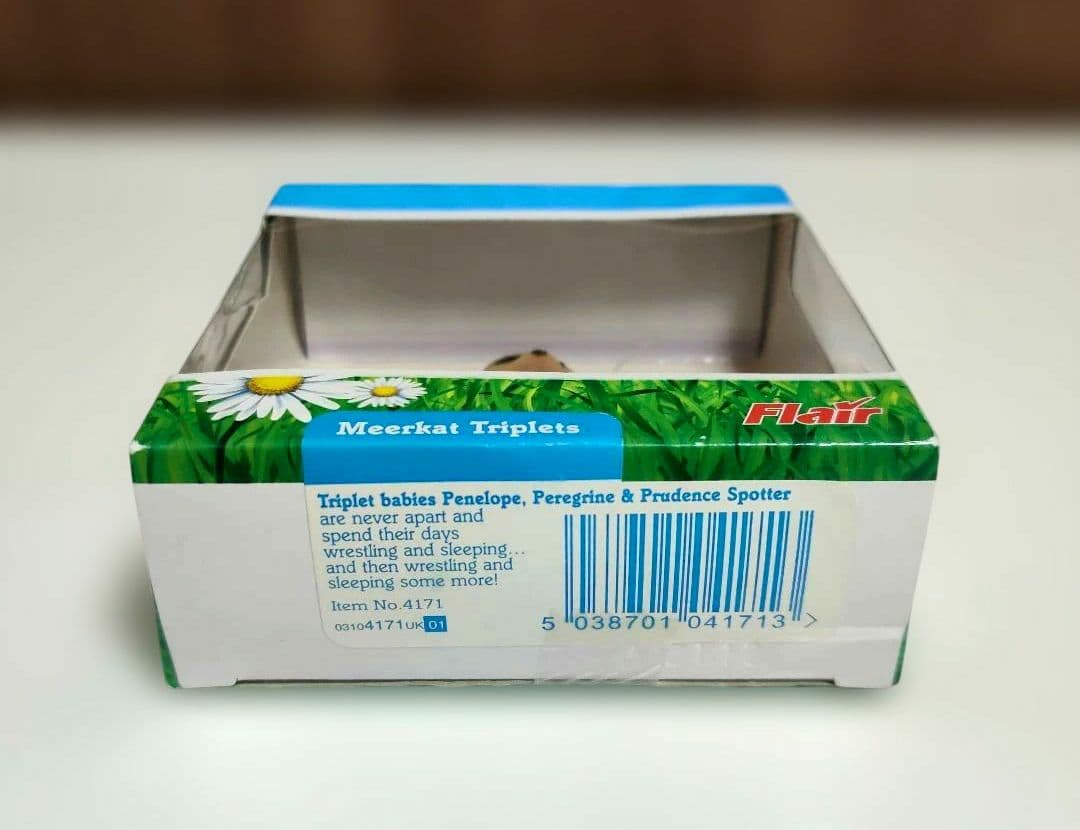 Flair
Meerkat Triplets
Triplet babies Penelope, Peregrine & Prudence Spotter
are never apart and
spend their days
wrestling and sleeping...
and then wrestling and
sleeping some more!
Item No.4171
03104171UK 01
5 038701 041713 >